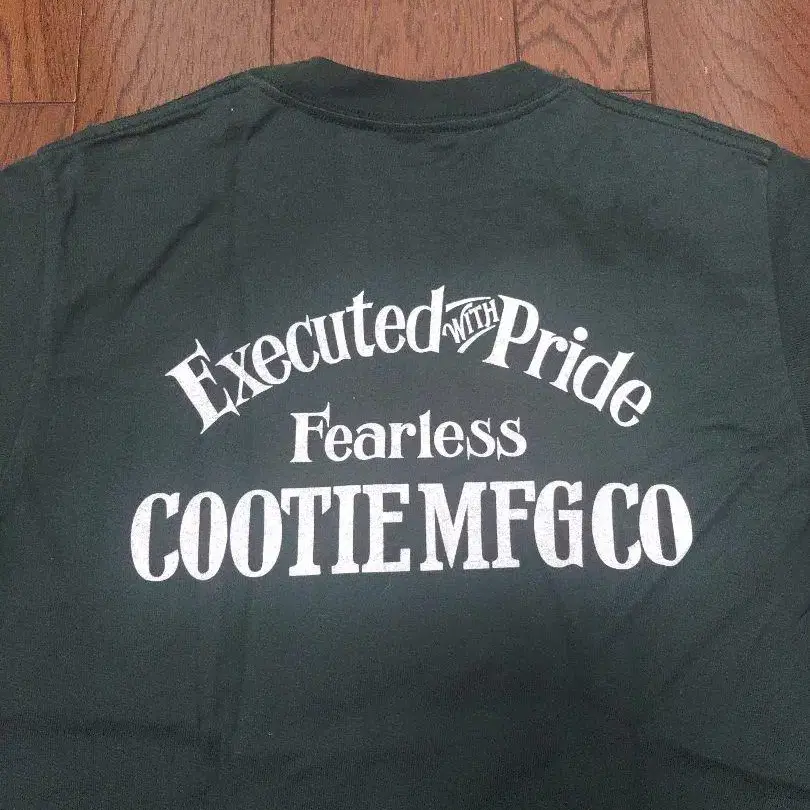 Executed WITH Pride
Fearless
COOTIE MFG CO